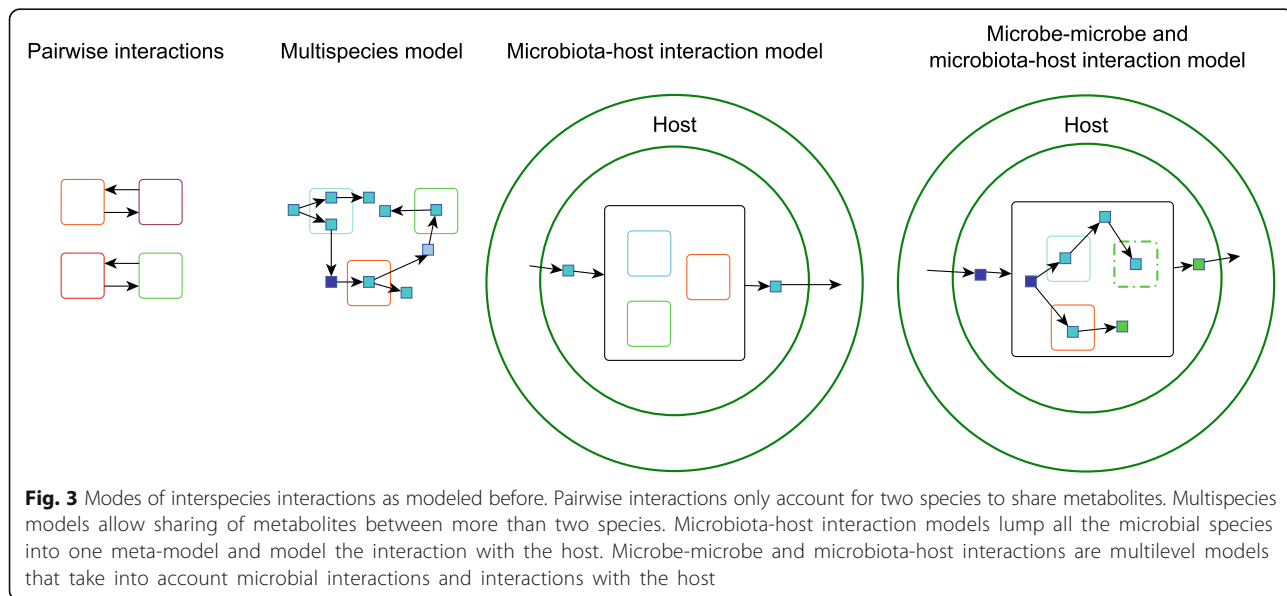 Pairwise interactions
Multispecies model
Microbiota-host interaction model
Microbe-microbe and
microbiota-host interaction model
Host
Host
Fig. 3 Modes of interspecies interactions as modeled before. Pairwise interactions only account for two species to share metabolites. Multispecies
models allow sharing of metabolites between more than two species. Microbiota-host interaction models lump all the microbial species
into one meta-model and model the interaction with the host. Microbe-microbe and microbiota-host interactions are multilevel models
that take into account microbial interactions and interactions with the host